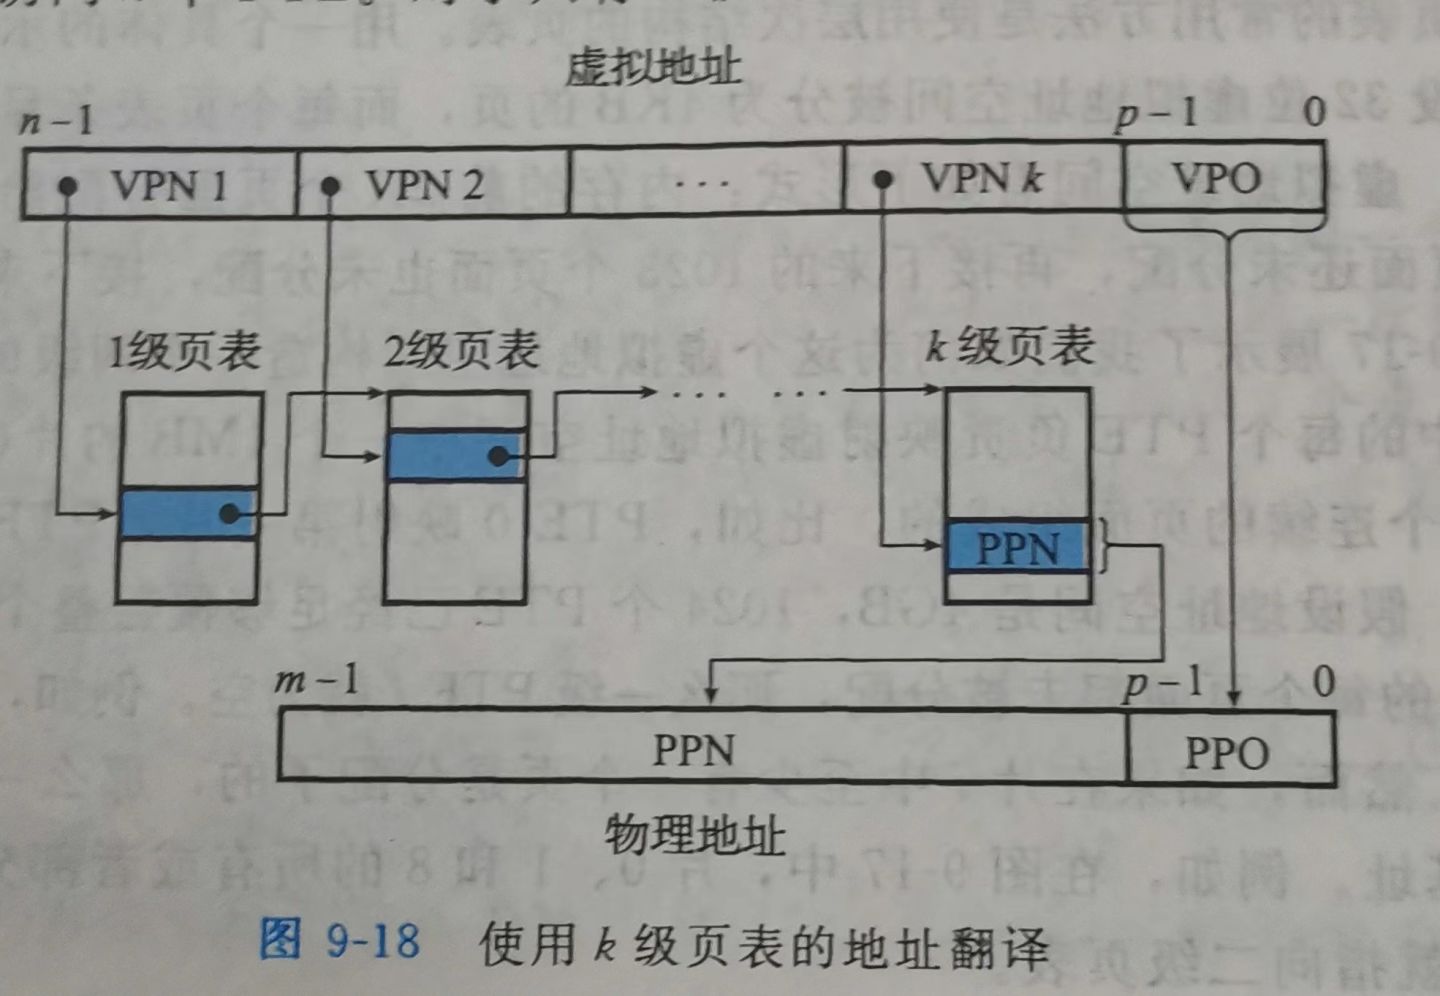 虚拟地址
n-1 p-1 0
VPN 1 VPN 2 ... VPN k VPO
1级页表 2级页表 k级页表
... ...
PPN
m-1 p-1 0
PPN PPO
物理地址
图 9-18 使用k级页表的地址翻译